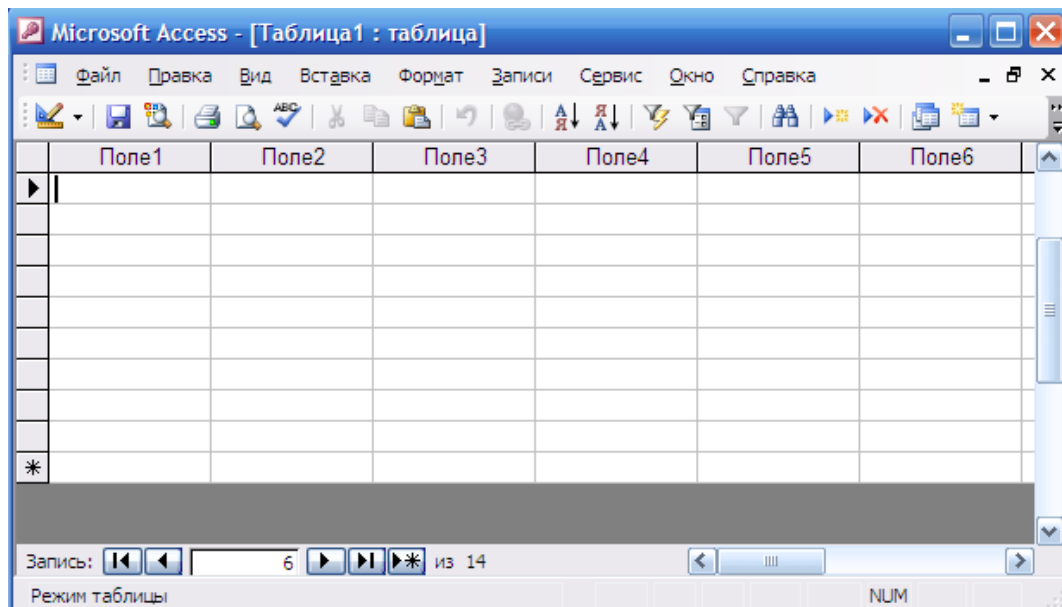 Microsoft Access - [Таблица1 : таблица]
Файл Правка Вид Вставка Формат Записи Сервис Окно Справка
ABC А Я Я А
Поле1 Поле2 Поле3 Поле4 Поле5 Поле6
Запись: 6 из 14
Режим таблицы NUM